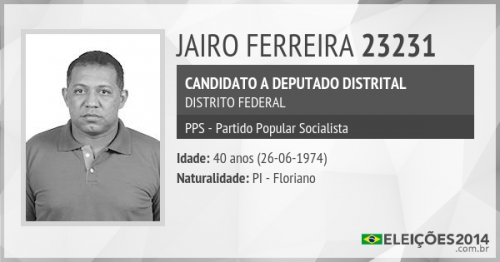 JAIRO FERREIRA 23231
CANDIDATO A DEPUTADO DISTRITAL
DISTRITO FEDERAL
PPS - Partido Popular Socialista
Idade: 40 anos (26-06-1974)
Naturalidade: PI - Floriano
ELEIÇÕES2014
.com.br